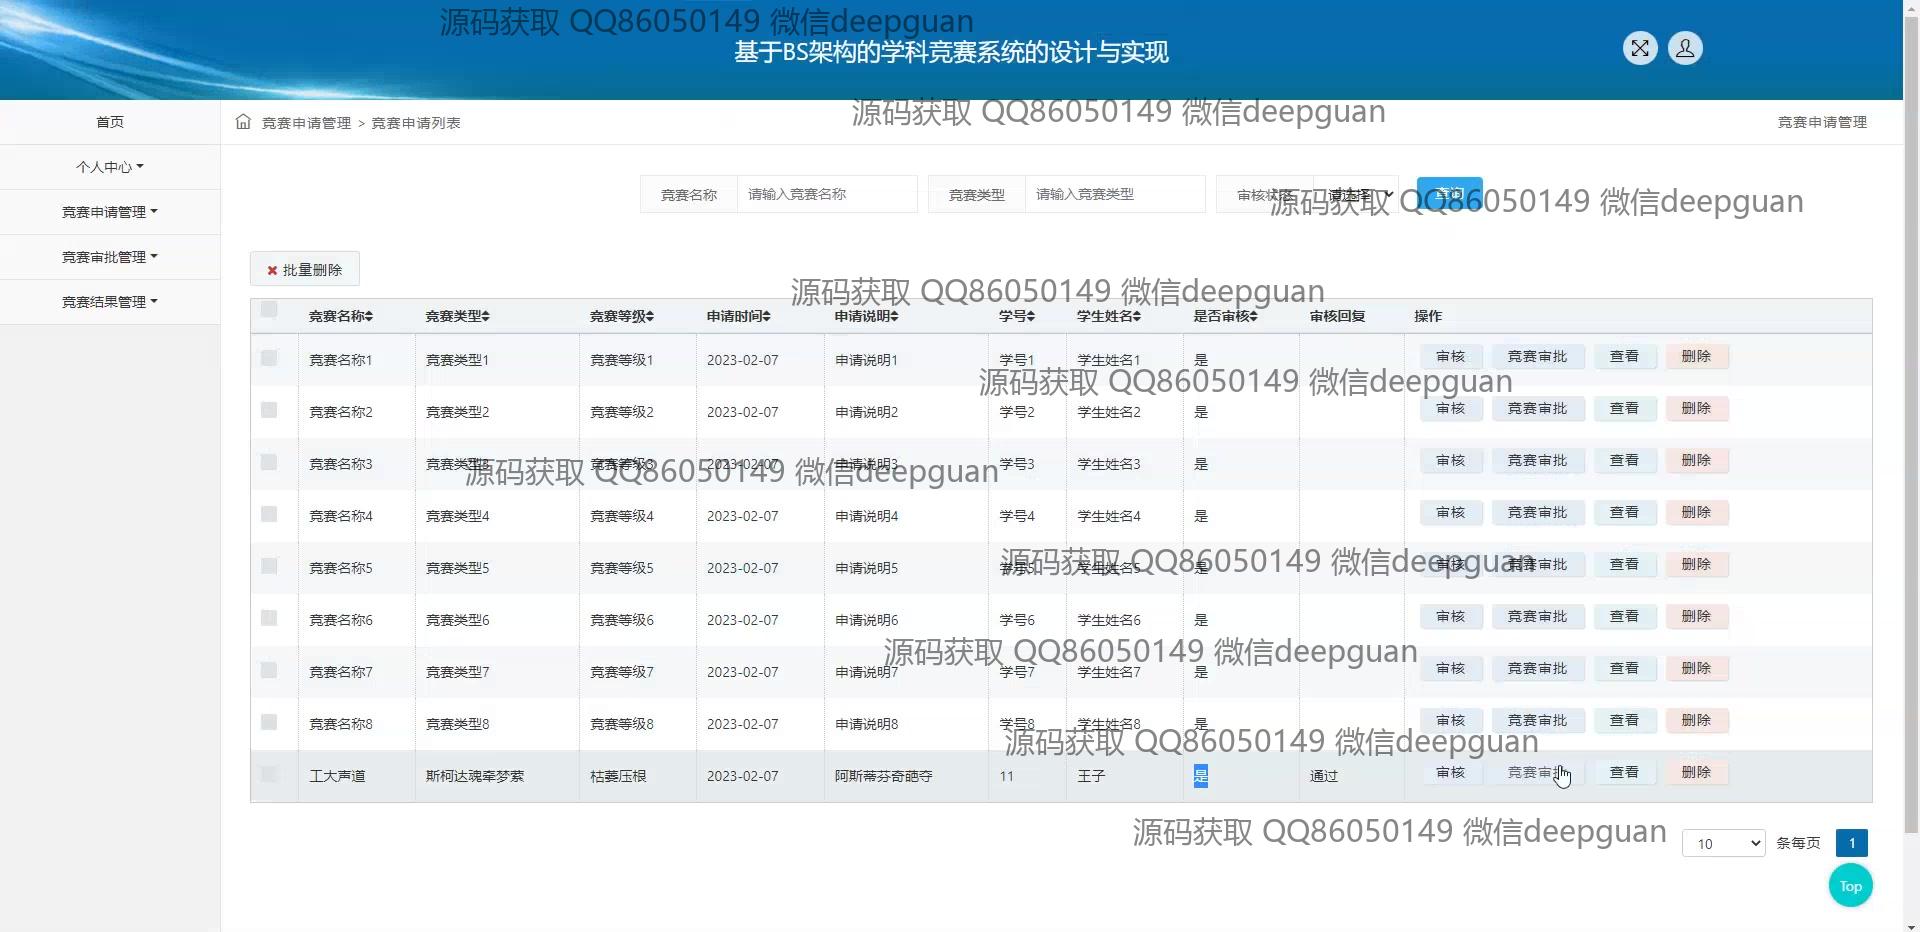 源码获取 QQ86050149 微信deepguan
基于BS架构的学科竞赛系统的设计与实现
源码获取 QQ86050149 微信deepguan
首页
竞赛申请管理 > 竞赛申请列表
竞赛申请管理
个人中心
竞赛申请管理
竞赛审批管理
竞赛结果管理
竞赛名称 请输入竞赛名称 竞赛类型 请输入竞赛类型 审核状态 请选择 查询
源码获取 QQ86050149 微信deepguan
批量删除
源码获取 QQ86050149 微信deepguan
竞赛名称 竞赛类型 竞赛等级 申请时间 申请说明 学号 学生姓名 是否审核 审核回复 操作
竞赛名称1 竞赛类型1 竞赛等级1 2023-02-07 申请说明1 学号1 学生姓名1 是 审核 竞赛审批 查看 删除
源码获取 QQ86050149 微信deepguan
竞赛名称2 竞赛类型2 竞赛等级2 2023-02-07 申请说明2 学号2 学生姓名2 是 审核 竞赛审批 查看 删除
竞赛名称3 竞赛类型3 竞赛等级3 2023-02-07 申请说明3 学号3 学生姓名3 是 审核 竞赛审批 查看 删除
源码获取 QQ86050149 微信deepguan
竞赛名称4 竞赛类型4 竞赛等级4 2023-02-07 申请说明4 学号4 学生姓名4 是 审核 竞赛审批 查看 删除
竞赛名称5 竞赛类型5 竞赛等级5 2023-02-07 申请说明5 学号5 学生姓名5 是 审核 竞赛审批 查看 删除
源码获取 QQ86050149 微信deepguan
竞赛名称6 竞赛类型6 竞赛等级6 2023-02-07 申请说明6 学号6 学生姓名6 是 审核 竞赛审批 查看 删除
源码获取 QQ86050149 微信deepguan
竞赛名称7 竞赛类型7 竞赛等级7 2023-02-07 申请说明7 学号7 学生姓名7 是 审核 竞赛审批 查看 删除
竞赛名称8 竞赛类型8 竞赛等级8 2023-02-07 申请说明8 学号8 学生姓名8 是 审核 竞赛审批 查看 删除
源码获取 QQ86050149 微信deepguan
工大声道 斯柯达魂牵梦萦 枯萎压根 2023-02-07 阿斯蒂芬奇葩夺 11 王子 是 通过 审核 竞赛审批 查看 删除
源码获取 QQ86050149 微信deepguan
10 条每页 1
Top